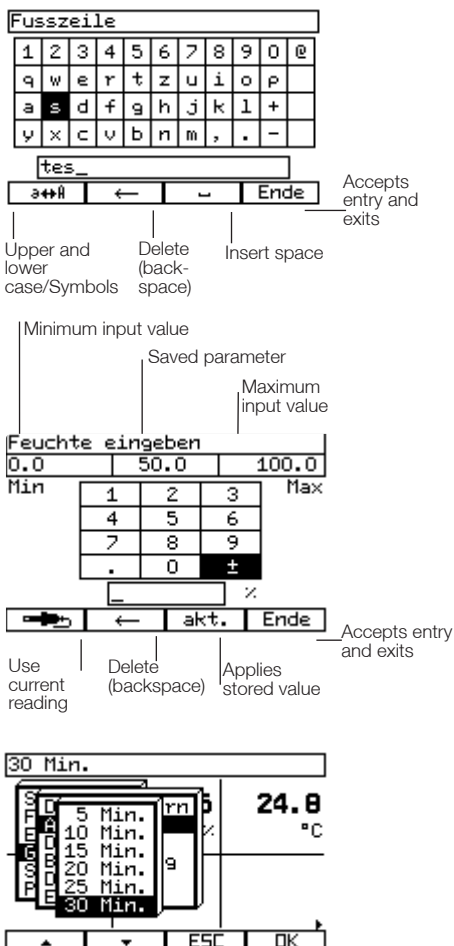 Fusszeile
1 2 3 4 5 6 7 8 9 0 @
q w e r t z u i o p
a s d f g h j k l +
y x c v b n m , . -
tes_
a↔A ← ⎵ Ende
Accepts
entry and
exits
Upper and
lower
case/Symbols
Delete
(back-
space)
Insert space
Minimum input value
Saved parameter
Maximum
input value
Feuchte eingeben
0.0 50.0 100.0
Min Max
1 2 3
4 5 6
7 8 9
. 0 ±
_ %
← akt. Ende
Accepts entry
and exits
Use
current
reading
Delete
(backspace)
Applies
stored value
30 Min.
5 Min.
10 Min.
15 Min.
20 Min.
25 Min.
30 Min.
24.8
°C
%
ESC OK